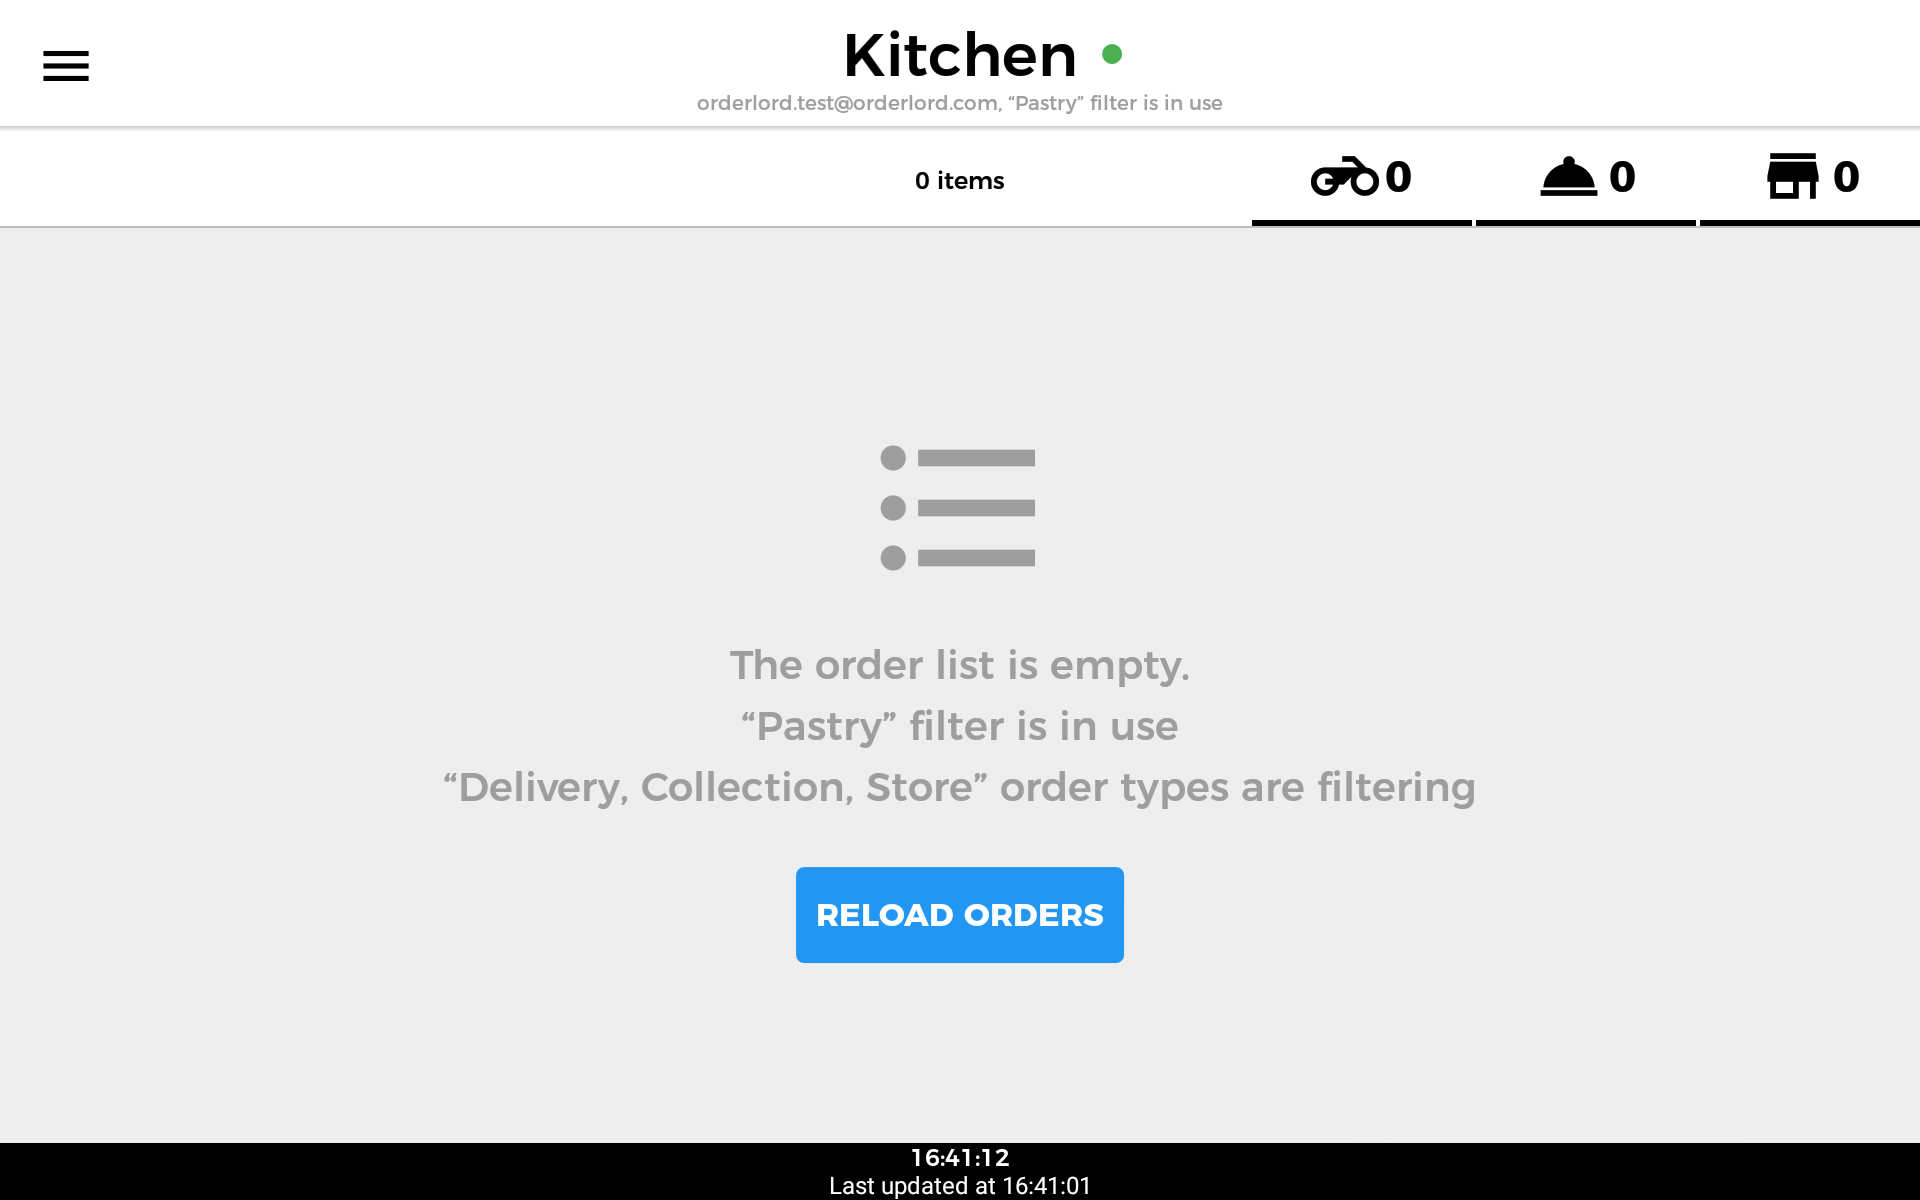 Kitchen
orderlord.test@orderlord.com, “Pastry” filter is in use
0 items
0
0
0
The order list is empty.
“Pastry” filter is in use
“Delivery, Collection, Store” order types are filtering
RELOAD ORDERS
16:41:12
Last updated at 16:41:01